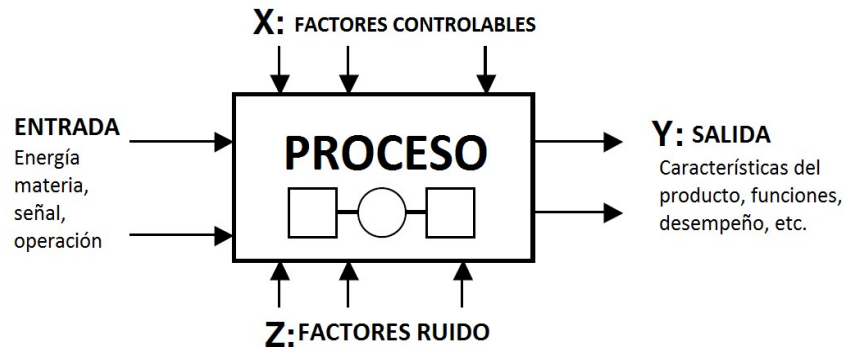 X: FACTORES CONTROLABLES
ENTRADA
Energía
materia,
señal,
operación
PROCESO
Y: SALIDA
Características del
producto, funciones,
desempeño, etc.
Z: FACTORES RUIDO